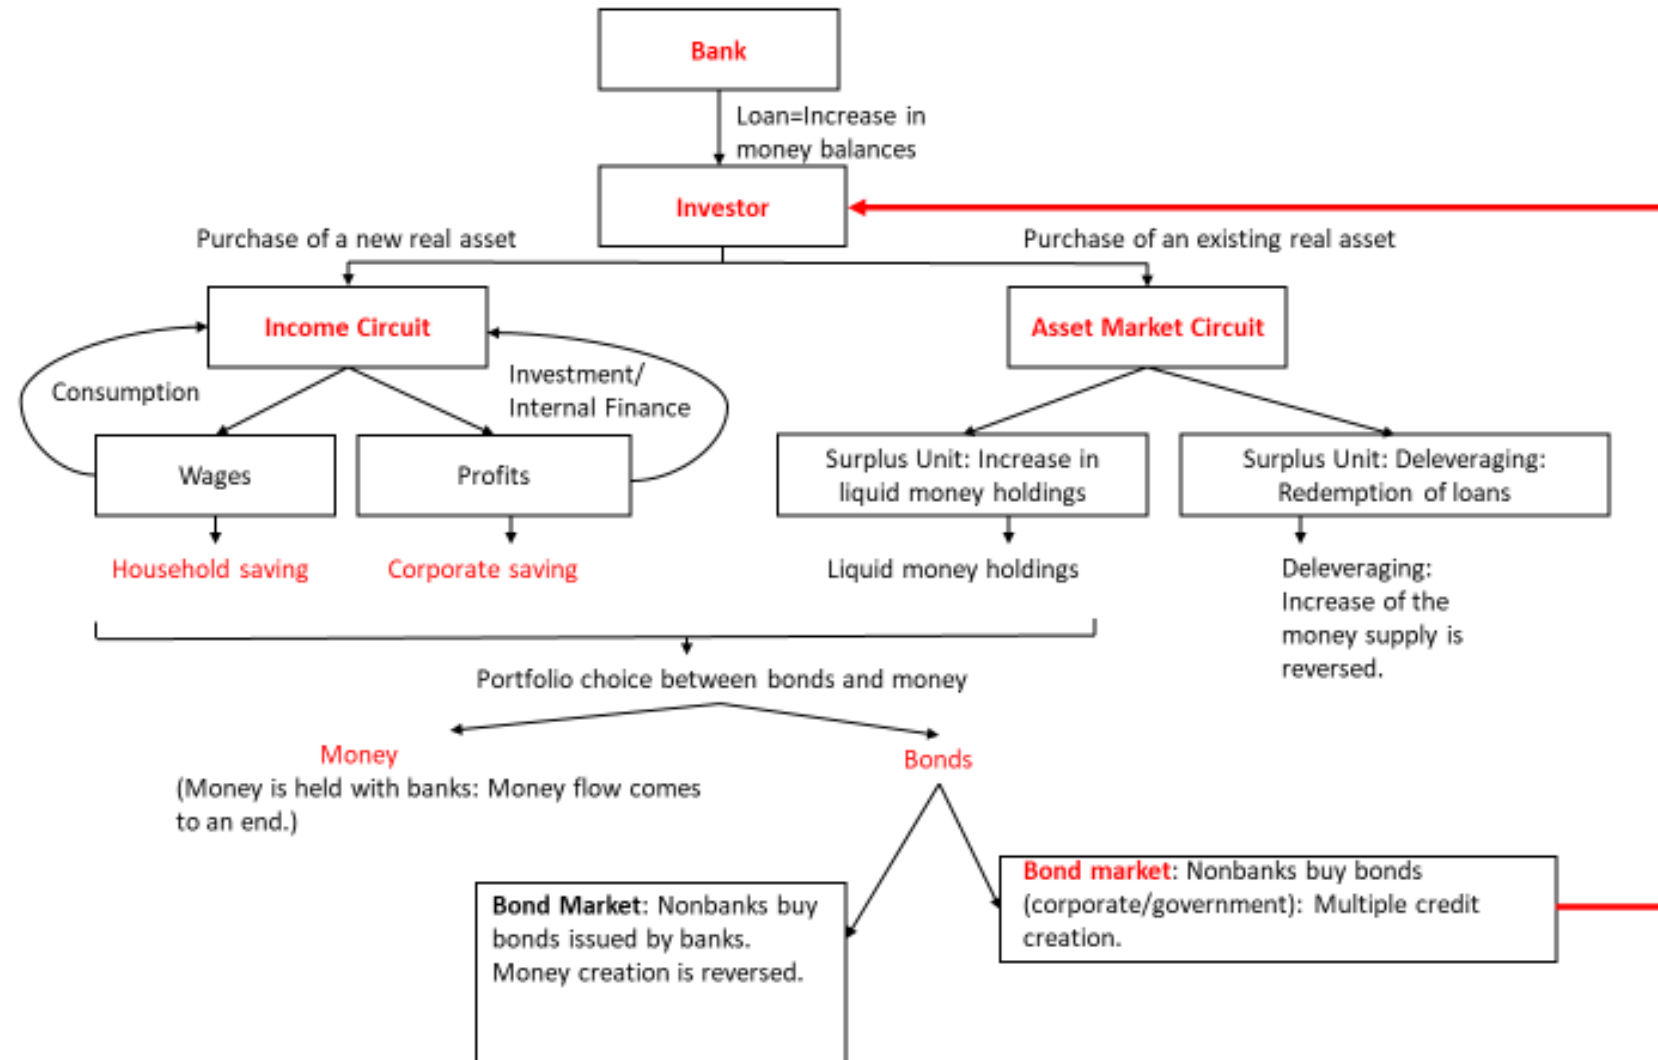 Bank
Loan=Increase in
money balances
Investor
Purchase of a new real asset
Purchase of an existing real asset
Income Circuit
Asset Market Circuit
Consumption
Investment/
Internal Finance
Wages
Profits
Surplus Unit: Increase in
liquid money holdings
Surplus Unit: Deleveraging:
Redemption of loans
Household saving
Corporate saving
Liquid money holdings
Deleveraging:
Increase of the
money supply is
reversed.
Portfolio choice between bonds and money
Money
(Money is held with banks: Money flow comes
to an end.)
Bonds
Bond Market: Nonbanks buy
bonds issued by banks.
Money creation is reversed.
Bond market: Nonbanks buy bonds
(corporate/government): Multiple credit
creation.